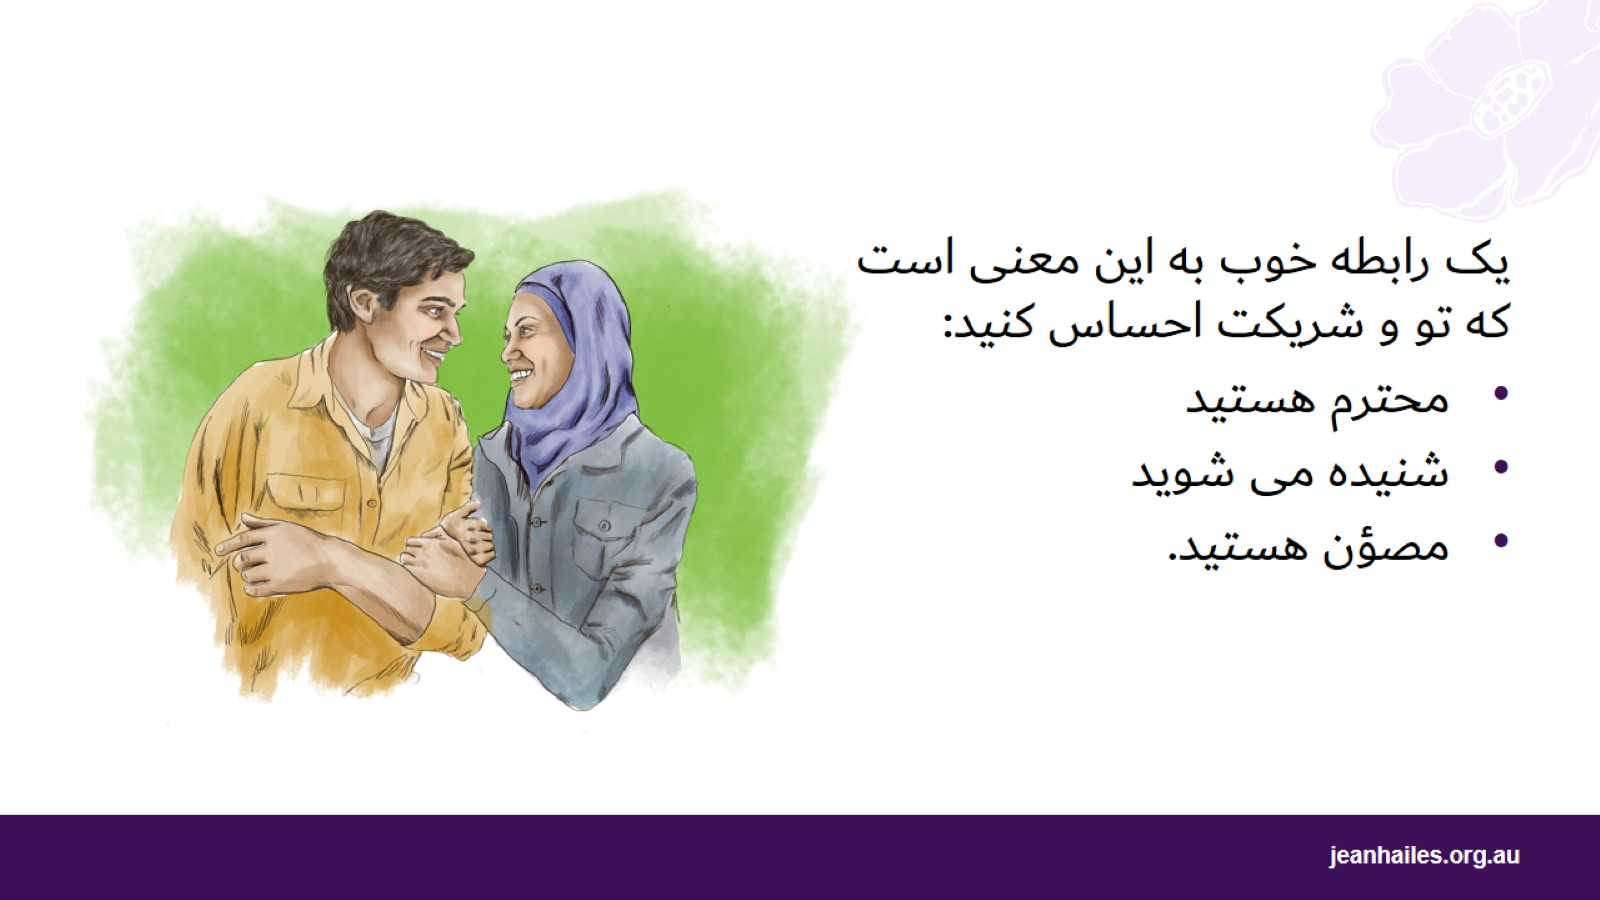 یک رابطه خوب به این معنی است
که تو و شریکت احساس کنید:
• محترم هستید
• شنیده می شوید
• مصؤن هستید.
jeanhailes.org.au